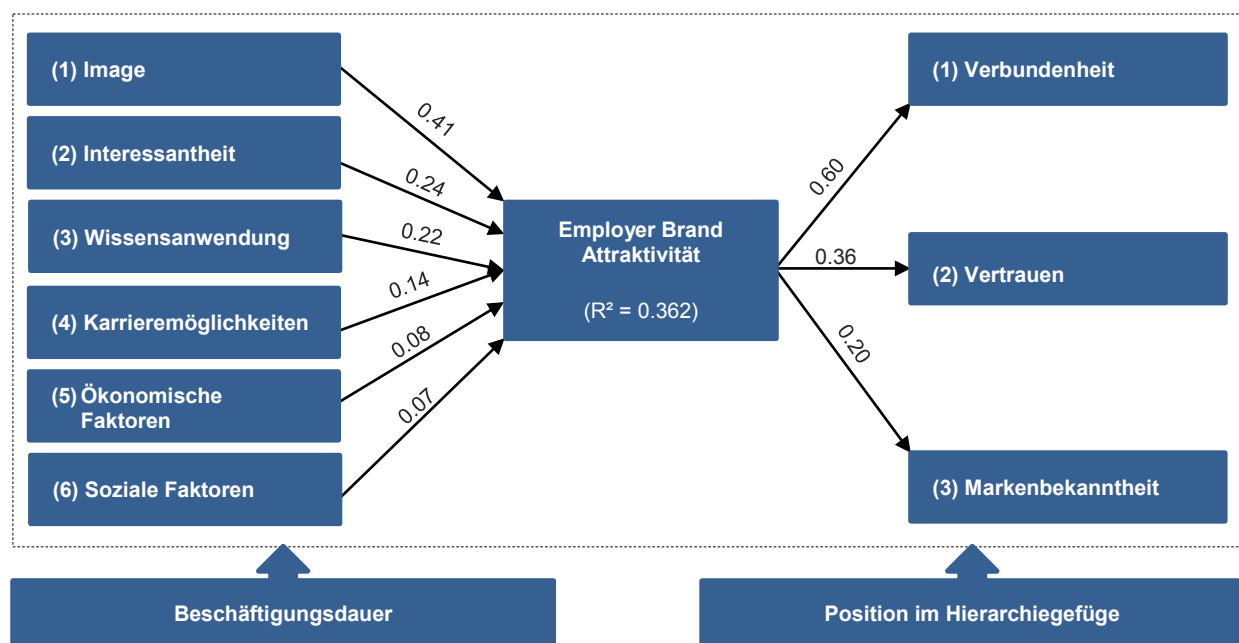 (1) Image
(2) Interessantheit
(3) Wissensanwendung
(4) Karrieremöglichkeiten
(5) Ökonomische
Faktoren
(6) Soziale Faktoren
0.41
0.24
0.22
0.14
0.08
0.07
Employer Brand
Attraktivität
(R² = 0.362)
0.60
0.36
0.20
(1) Verbundenheit
(2) Vertrauen
(3) Markenbekanntheit
Beschäftigungsdauer
Position im Hierarchiegefüge